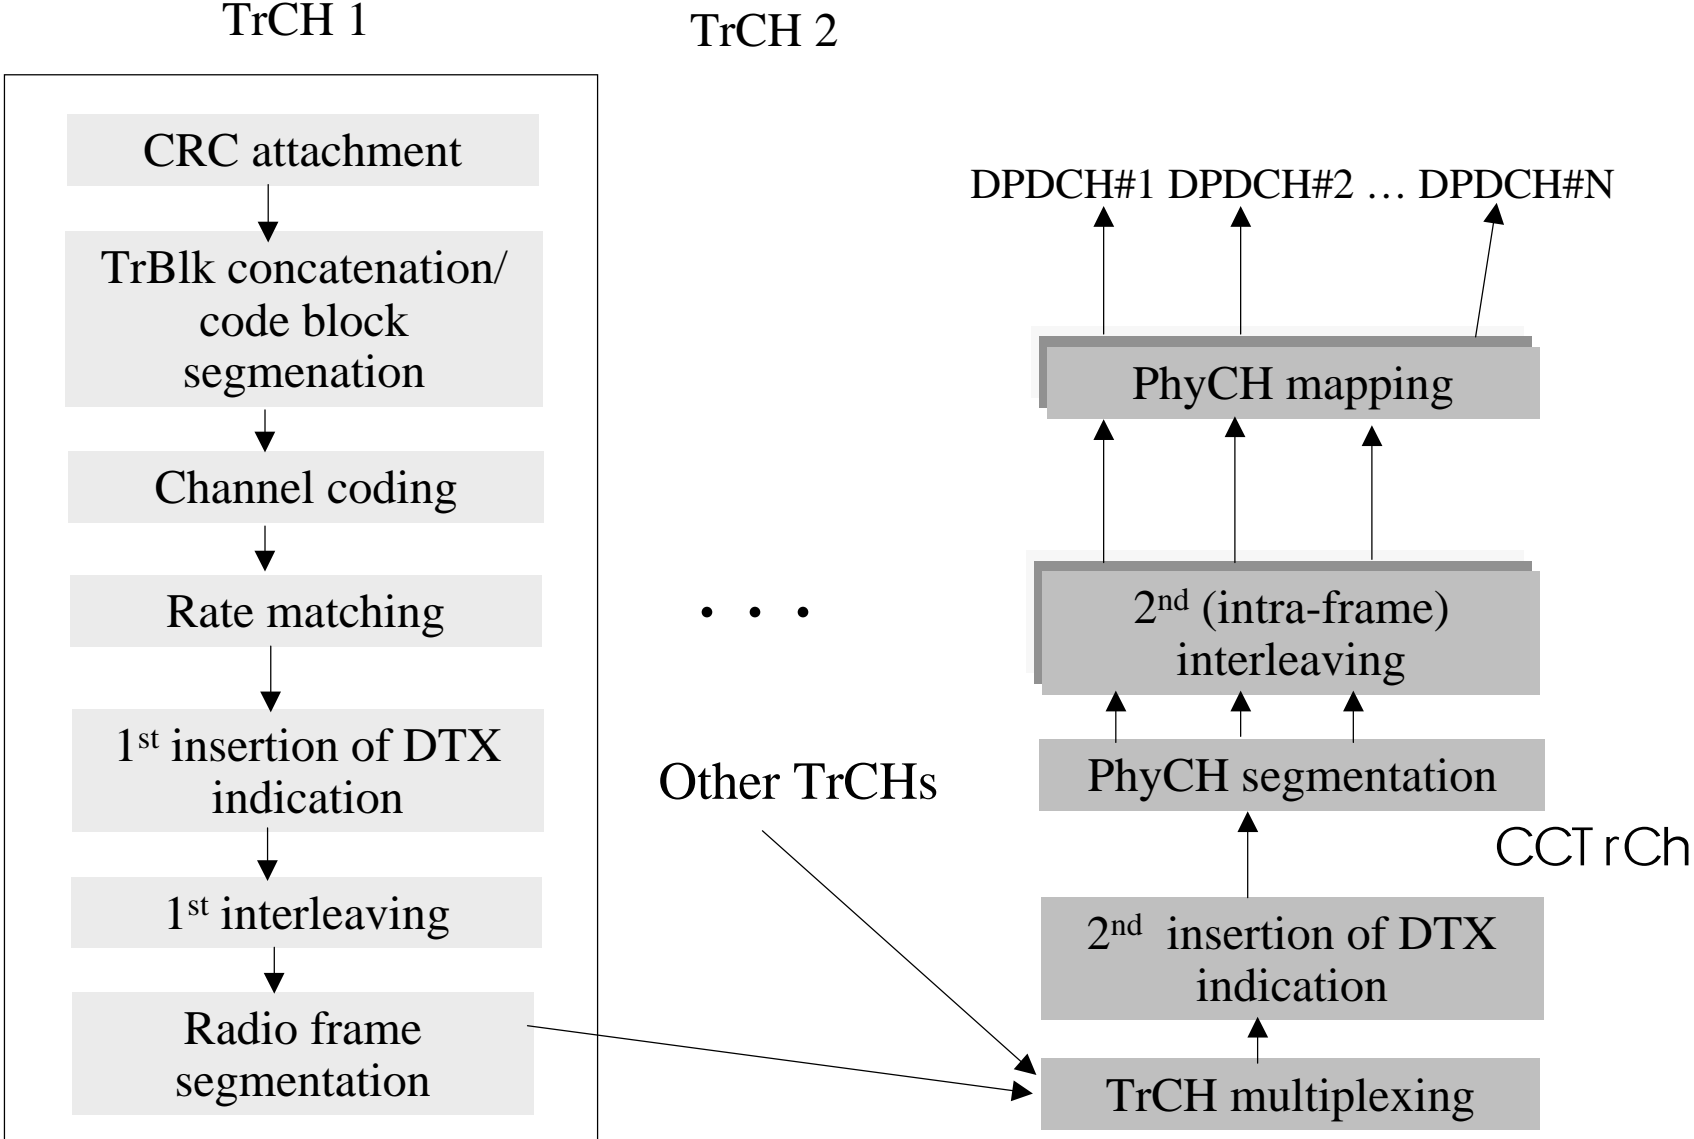 TrCH 1
TrCH 2
CRC attachment
TrBlk concatenation/
code block
segmenation
Channel coding
Rate matching
1st insertion of DTX
indication
1st interleaving
Radio frame
segmentation
. . .
Other TrCHs
DPDCH#1 DPDCH#2 … DPDCH#N
PhyCH mapping
2nd (intra-frame)
interleaving
PhyCH segmentation
CCTrCh
2nd insertion of DTX
indication
TrCH multiplexing